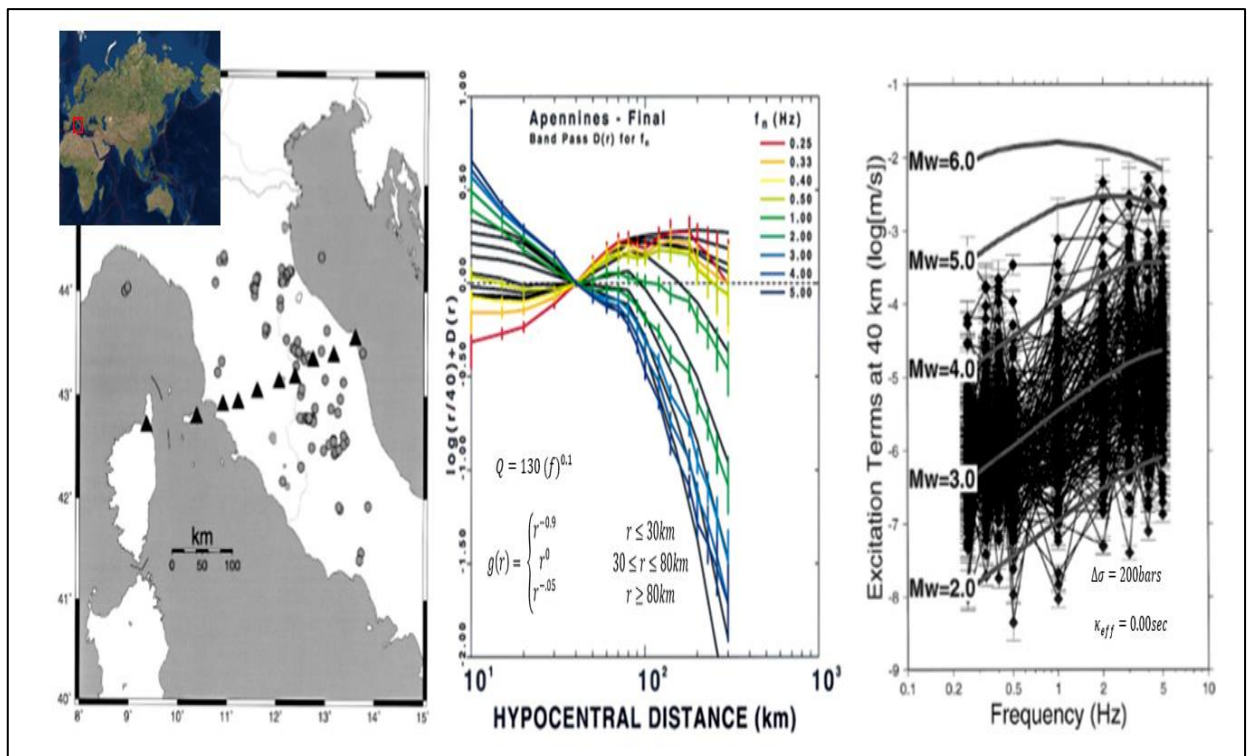 44˚
43˚
42˚
41˚
40˚
km
0 50 100
8˚ 9˚ 10˚ 11˚ 12˚ 13˚ 14˚ 15˚
Apennines - Final
Band Pass D(r) for fₙ
fₙ (Hz)
0.25
0.33
0.40
0.50
1.00
2.00
3.00
4.00
5.00
log(r/40)+D(r)
1.00
0.50
0.00
-0.50
-1.00
-1.50
-2.00
Q = 130 (f)^0.1
g(r) =
r^-0.9 r ≤ 30km
r^0 30 ≤ r ≤ 80km
r^-.05 r ≥ 80km
10¹ 10² 10³
HYPOCENTRAL DISTANCE (km)
Excitation Terms at 40 km (log[m/s])
-1
-2
-3
-4
-5
-6
-7
-8
-9
Mw=6.0
Mw=5.0
Mw=4.0
Mw=3.0
Mw=2.0
Δσ = 200bars
κeff = 0.00sec
0.1 0.2 0.5 1 2 5 10
Frequency (Hz)